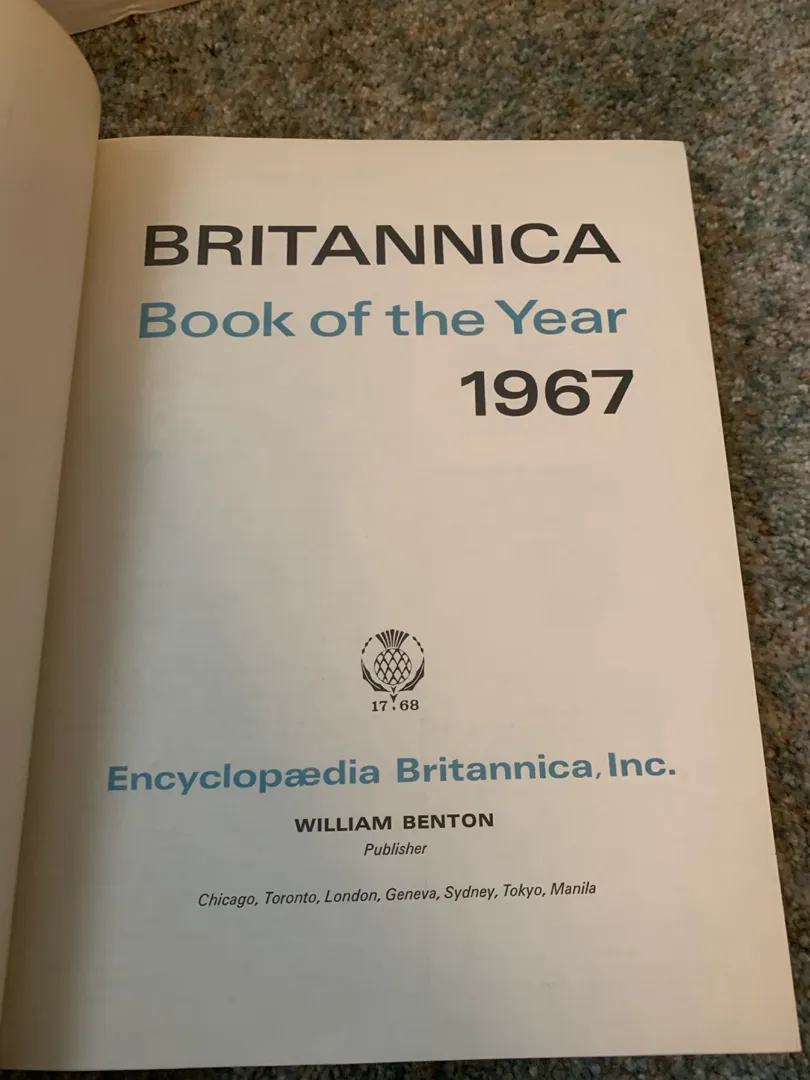 BRITANNICA
Book of the Year
1967
17 68
Encyclopædia Britannica, Inc.
WILLIAM BENTON
Publisher
Chicago, Toronto, London, Geneva, Sydney, Tokyo, Manila